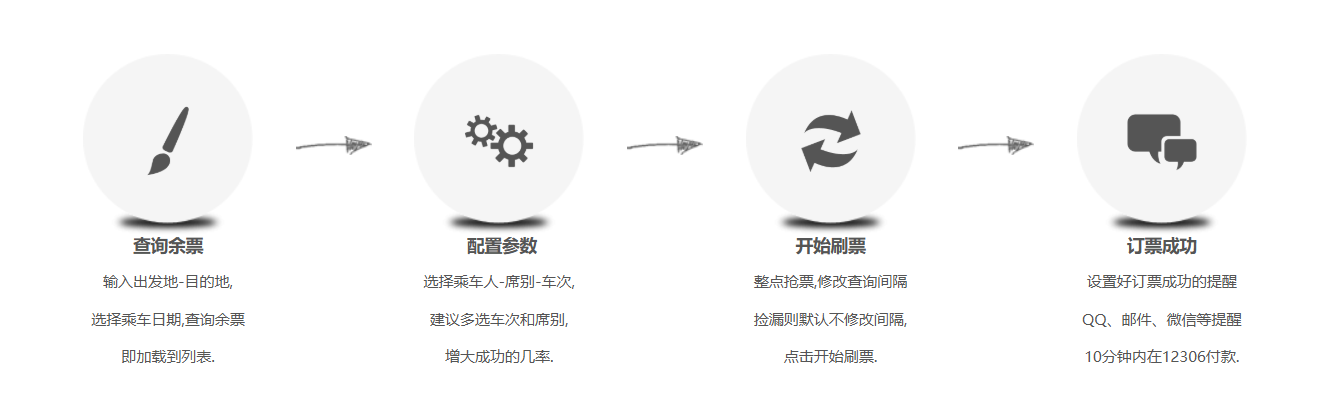 查询余票
输入出发地-目的地,
选择乘车日期,查询余票
即加载到列表.
配置参数
选择乘车人-席别-车次,
建议多选车次和席别,
增大成功的几率.
开始刷票
整点抢票,修改查询间隔
捡漏则默认不修改间隔,
点击开始刷票.
订票成功
设置好订票成功的提醒
QQ、邮件、微信等提醒
10分钟内在12306付款.